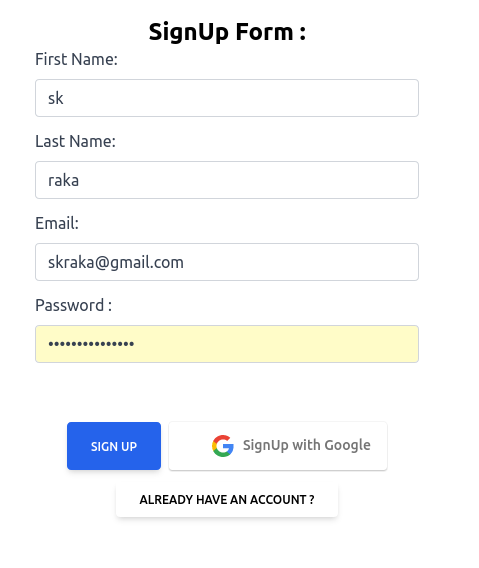 SignUp Form :
First Name:
sk
Last Name:
raka
Email:
skraka@gmail.com
Password :
•••••••••••••••
SIGN UP
SignUp with Google
ALREADY HAVE AN ACCOUNT ?